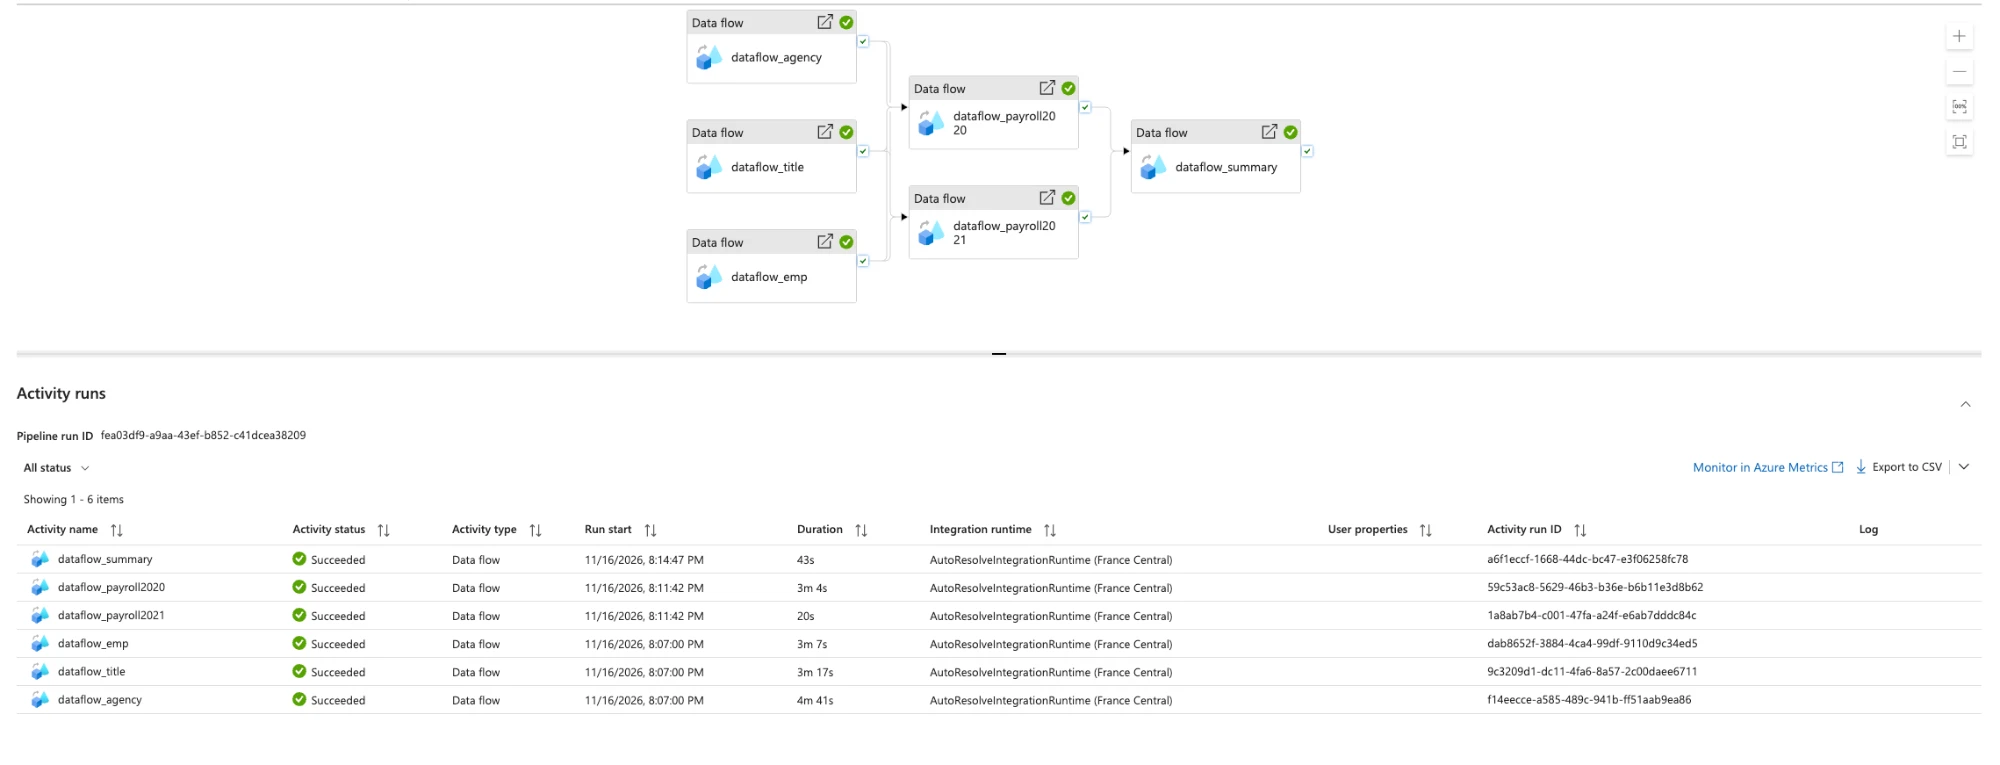 Data flow
dataflow_agency
Data flow
dataflow_title
Data flow
dataflow_emp
Data flow
dataflow_payroll20
20
Data flow
dataflow_payroll20
21
Data flow
dataflow_summary
Activity runs
Pipeline run ID fea03df9-a9aa-43ef-b852-c41dcea38209
All status
Monitor in Azure Metrics Export to CSV
Showing 1 - 6 items
Activity name Activity status Activity type Run start Duration Integration runtime User properties Activity run ID Log
dataflow_summary Succeeded Data flow 11/16/2026, 8:14:47 PM 43s AutoResolveIntegrationRuntime (France Central) a6f1eccf-1668-44dc-bc47-e3f06258fc78
dataflow_payroll2020 Succeeded Data flow 11/16/2026, 8:11:42 PM 3m 4s AutoResolveIntegrationRuntime (France Central) 59c53ac8-5629-46b3-b36e-b6b11e3d8b62
dataflow_payroll2021 Succeeded Data flow 11/16/2026, 8:11:42 PM 20s AutoResolveIntegrationRuntime (France Central) 1a8ab7b4-c001-47fa-a24f-e6ab7dddc84c
dataflow_emp Succeeded Data flow 11/16/2026, 8:07:00 PM 3m 7s AutoResolveIntegrationRuntime (France Central) dab8652f-3884-4ca4-99df-9110d9c34ed5
dataflow_title Succeeded Data flow 11/16/2026, 8:07:00 PM 3m 17s AutoResolveIntegrationRuntime (France Central) 9c3209d1-dc11-4fa6-8a57-2c00daee6711
dataflow_agency Succeeded Data flow 11/16/2026, 8:07:00 PM 4m 41s AutoResolveIntegrationRuntime (France Central) f14eecce-a585-489c-941b-ff51aab9ea86